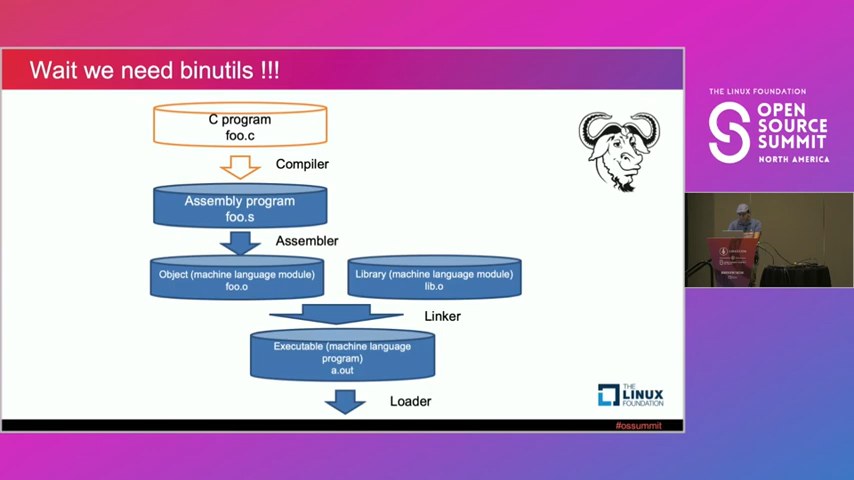 Wait we need binutils !!!
C program
foo.c
Compiler
Assembly program
foo.s
Assembler
Object (machine language module)
foo.o
Library (machine language module)
lib.o
Linker
Executable (machine language
program)
a.out
Loader
THE
LINUX
FOUNDATION
#ossummit
THE LINUX FOUNDATION
OPEN
SOURCE
SUMMIT
NORTH AMERICA